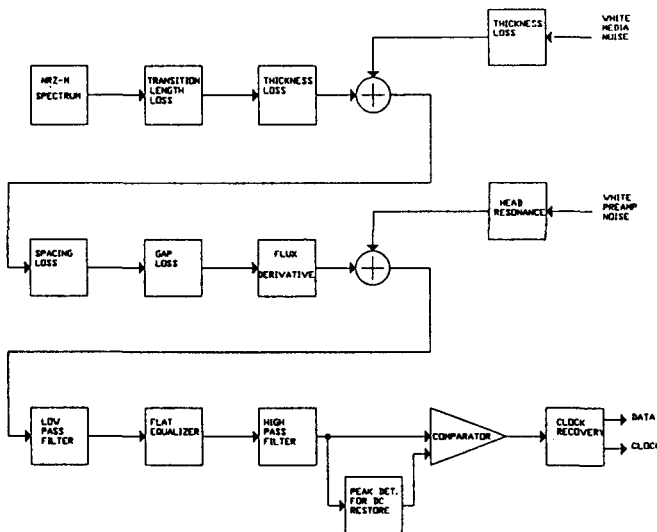 THICKNESS
LOSS
WHITE
MEDIA
NOISE
NRZ-M
SPECTRUM
TRANSITION
LENGTH
LOSS
THICKNESS
LOSS
HEAD
RESONANCE
WHITE
PREAMP
NOISE
SPACING
LOSS
GAP
LOSS
FLUX
DERIVATIVE
LOW
PASS
FILTER
FLAT
EQUALIZER
HIGH
PASS
FILTER
COMPARATOR
CLOCK
RECOVERY
DATA
CLOCK
PEAK DET.
FOR DC
RESTORE